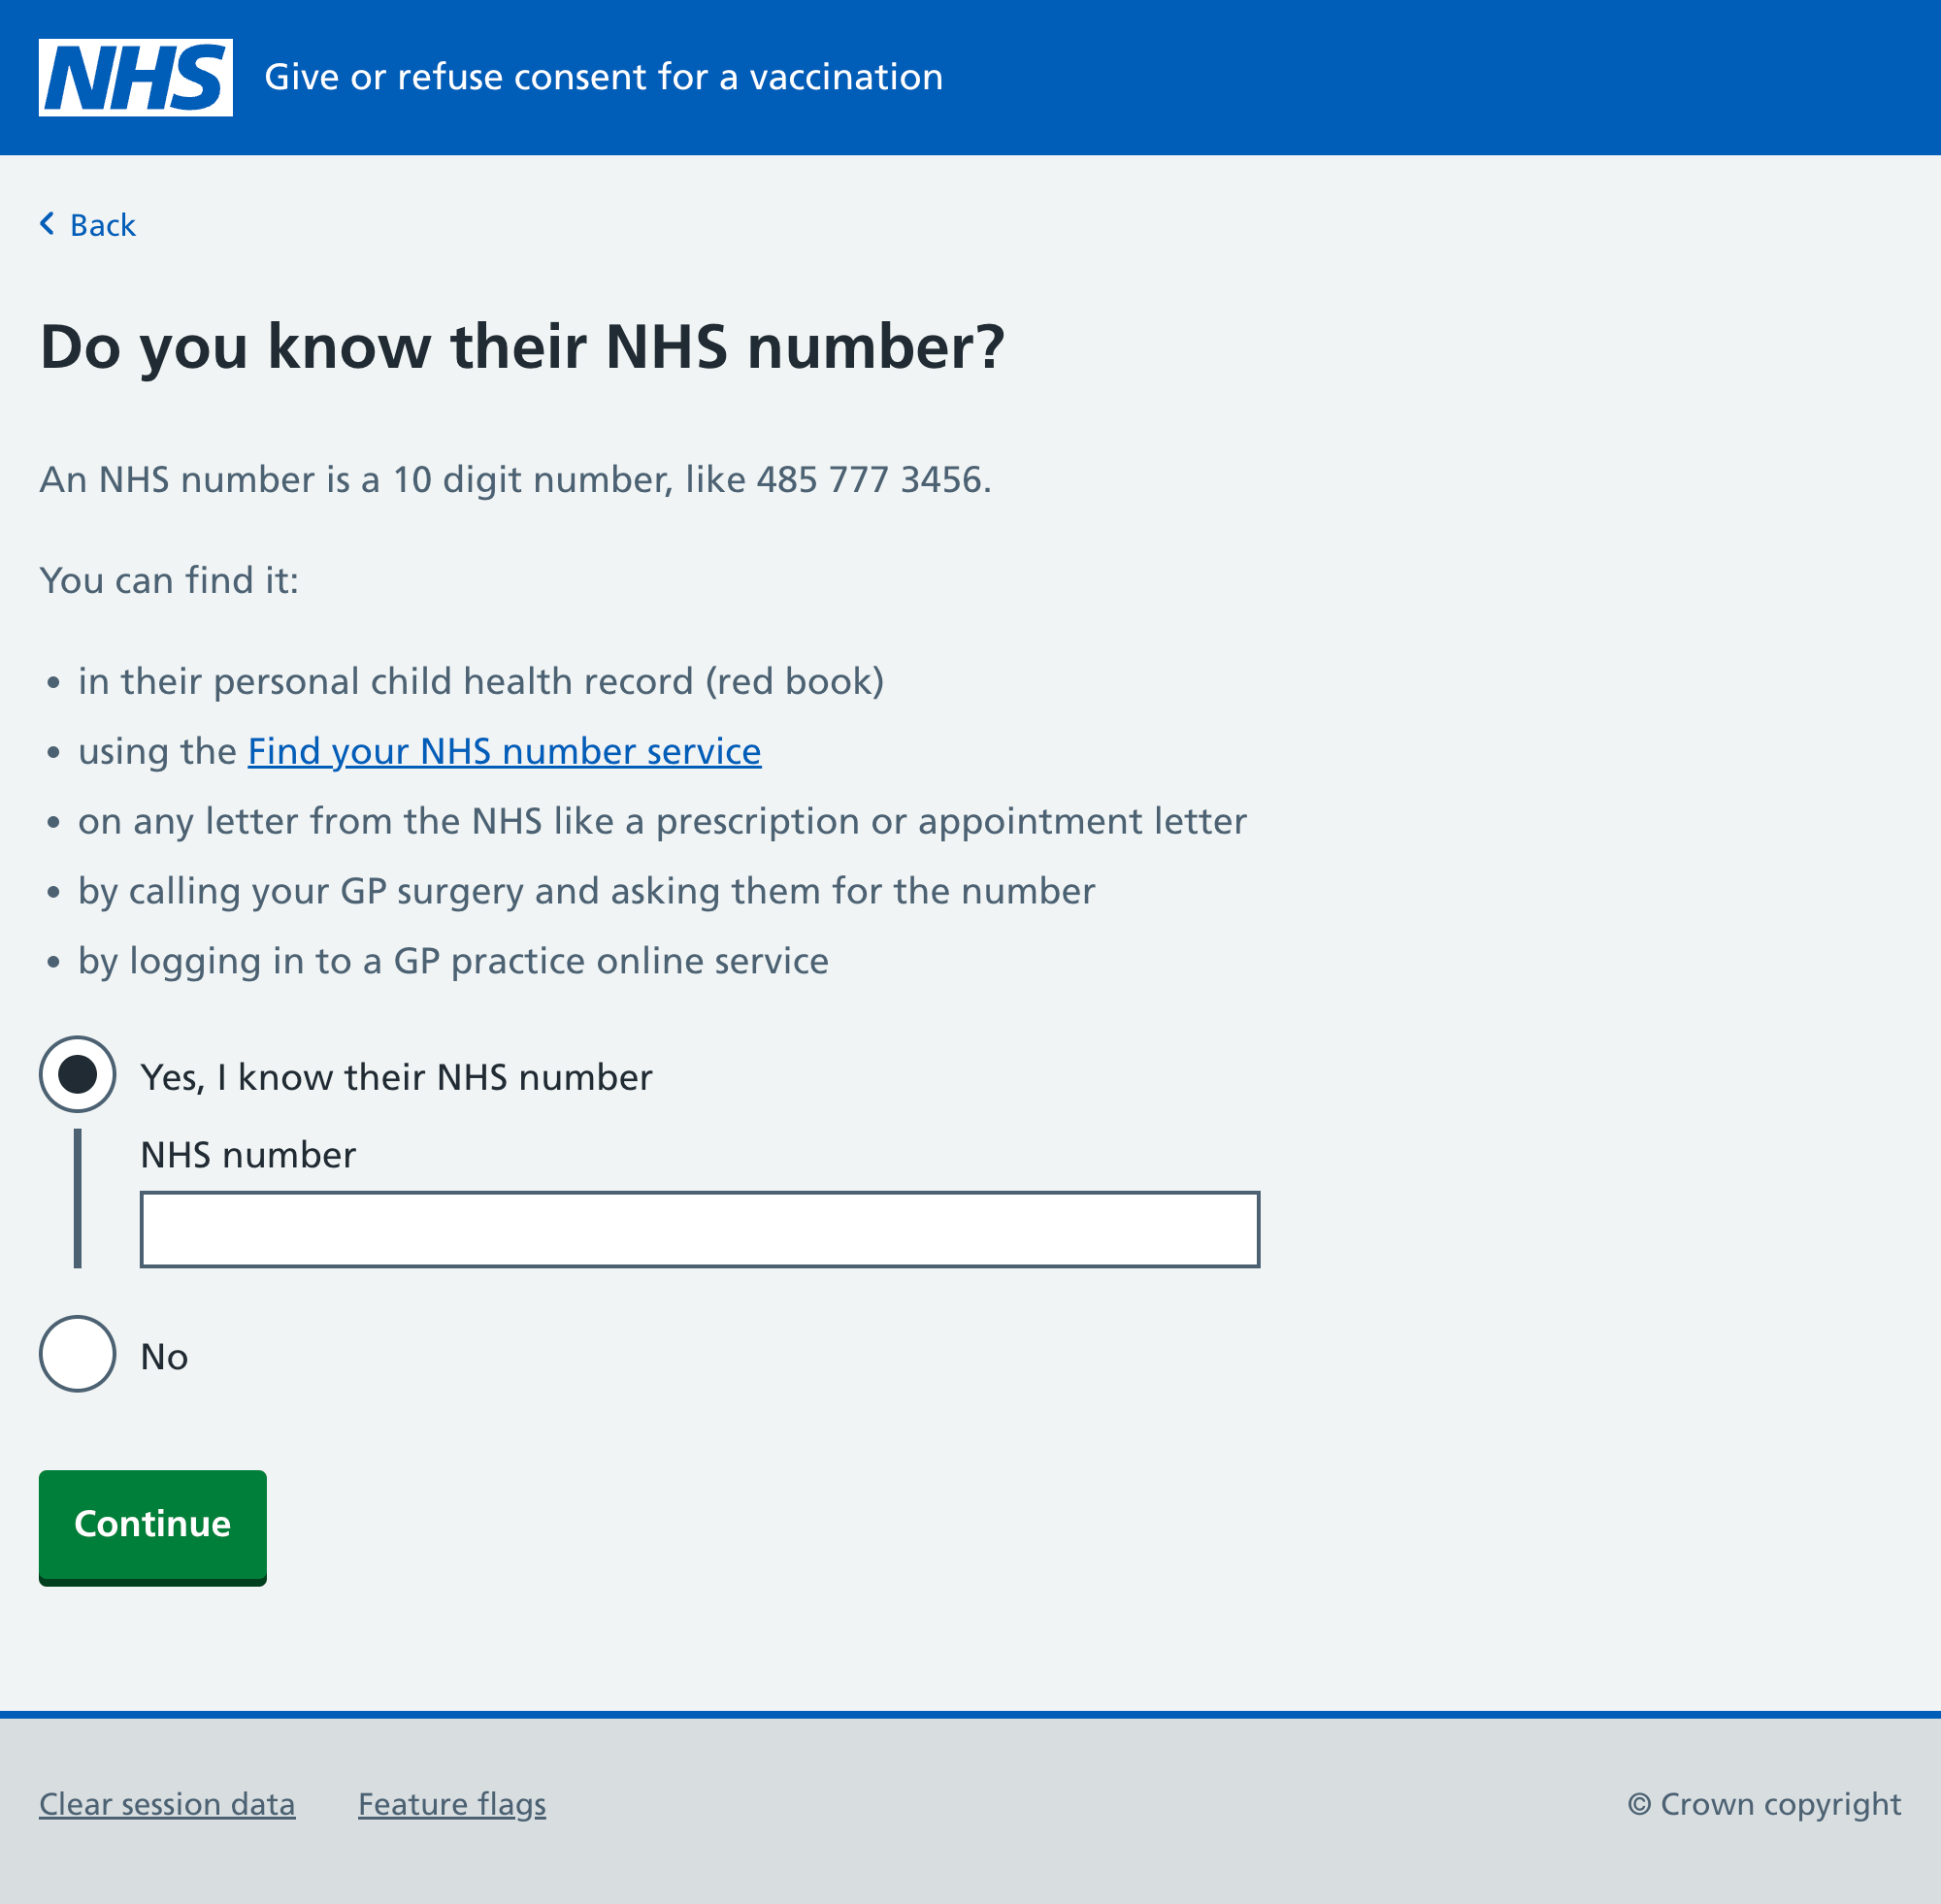 NHS Give or refuse consent for a vaccination
Back
Do you know their NHS number?
An NHS number is a 10 digit number, like 485 777 3456.
You can find it:
• in their personal child health record (red book)
• using the Find your NHS number service
• on any letter from the NHS like a prescription or appointment letter
• by calling your GP surgery and asking them for the number
• by logging in to a GP practice online service
Yes, I know their NHS number
NHS number
No
Continue
Clear session data Feature flags © Crown copyright